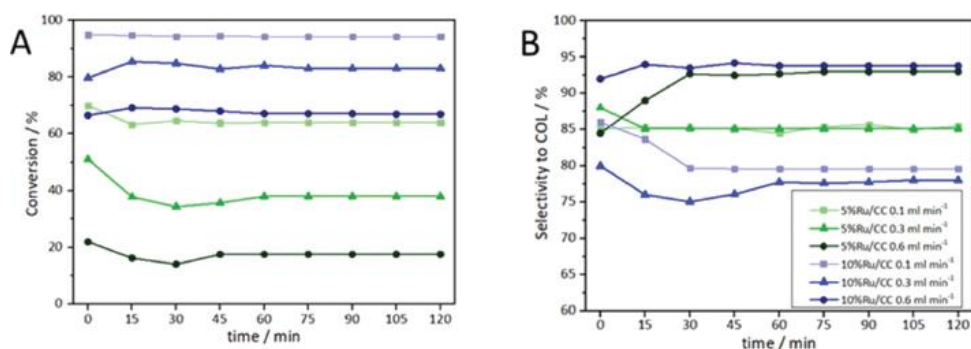 A
Conversion / %
100
80
60
40
20
0
0 15 30 45 60 75 90 105 120
time / min
B
Selectivity to COL / %
100
95
90
85
80
75
70
65
60
0 15 30 45 60 75 90 105 120
time / min
5%Ru/CC 0.1 ml min⁻¹
5%Ru/CC 0.3 ml min⁻¹
5%Ru/CC 0.6 ml min⁻¹
10%Ru/CC 0.1 ml min⁻¹
10%Ru/CC 0.3 ml min⁻¹
10%Ru/CC 0.6 ml min⁻¹